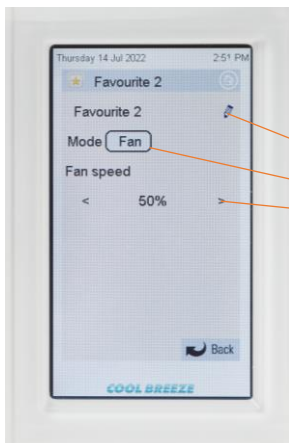 Thursday 14 Jul 2022 2:51 PM
Favourite 2
Favourite 2
Mode Fan
Fan speed
< 50% >
Back
COOL BREEZE